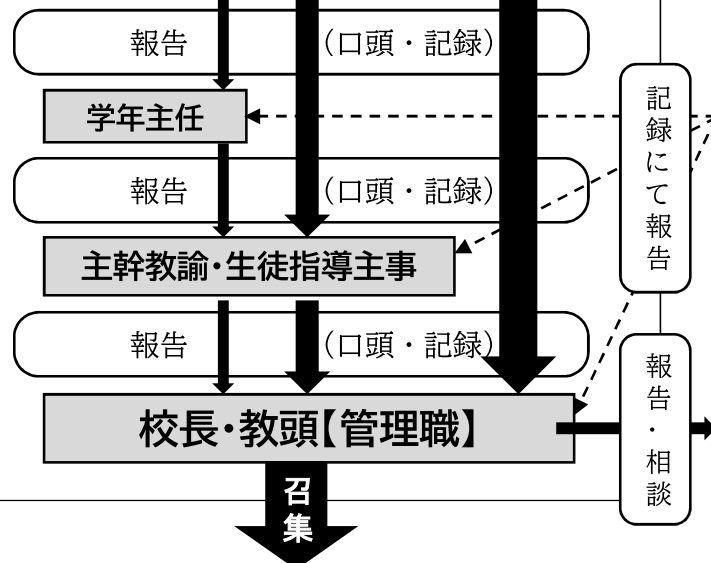 報告（口頭・記録）
学年主任
報告（口頭・記録）
主幹教諭・生徒指導主事
報告（口頭・記録）
校長・教頭【管理職】
召集
記録にて報告
報告・相談